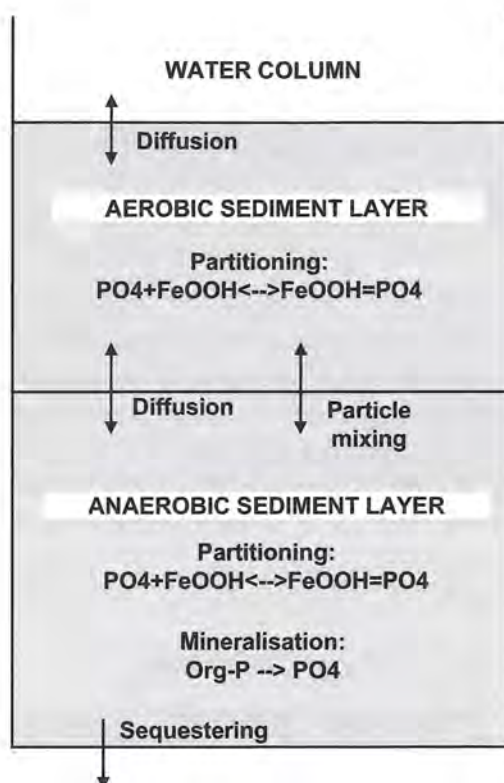 WATER COLUMN
Diffusion
AEROBIC SEDIMENT LAYER
Partitioning:
PO4+FeOOH<-->FeOOH=PO4
Diffusion
Particle
mixing
ANAEROBIC SEDIMENT LAYER
Partitioning:
PO4+FeOOH<-->FeOOH=PO4
Mineralisation:
Org-P --> PO4
Sequestering